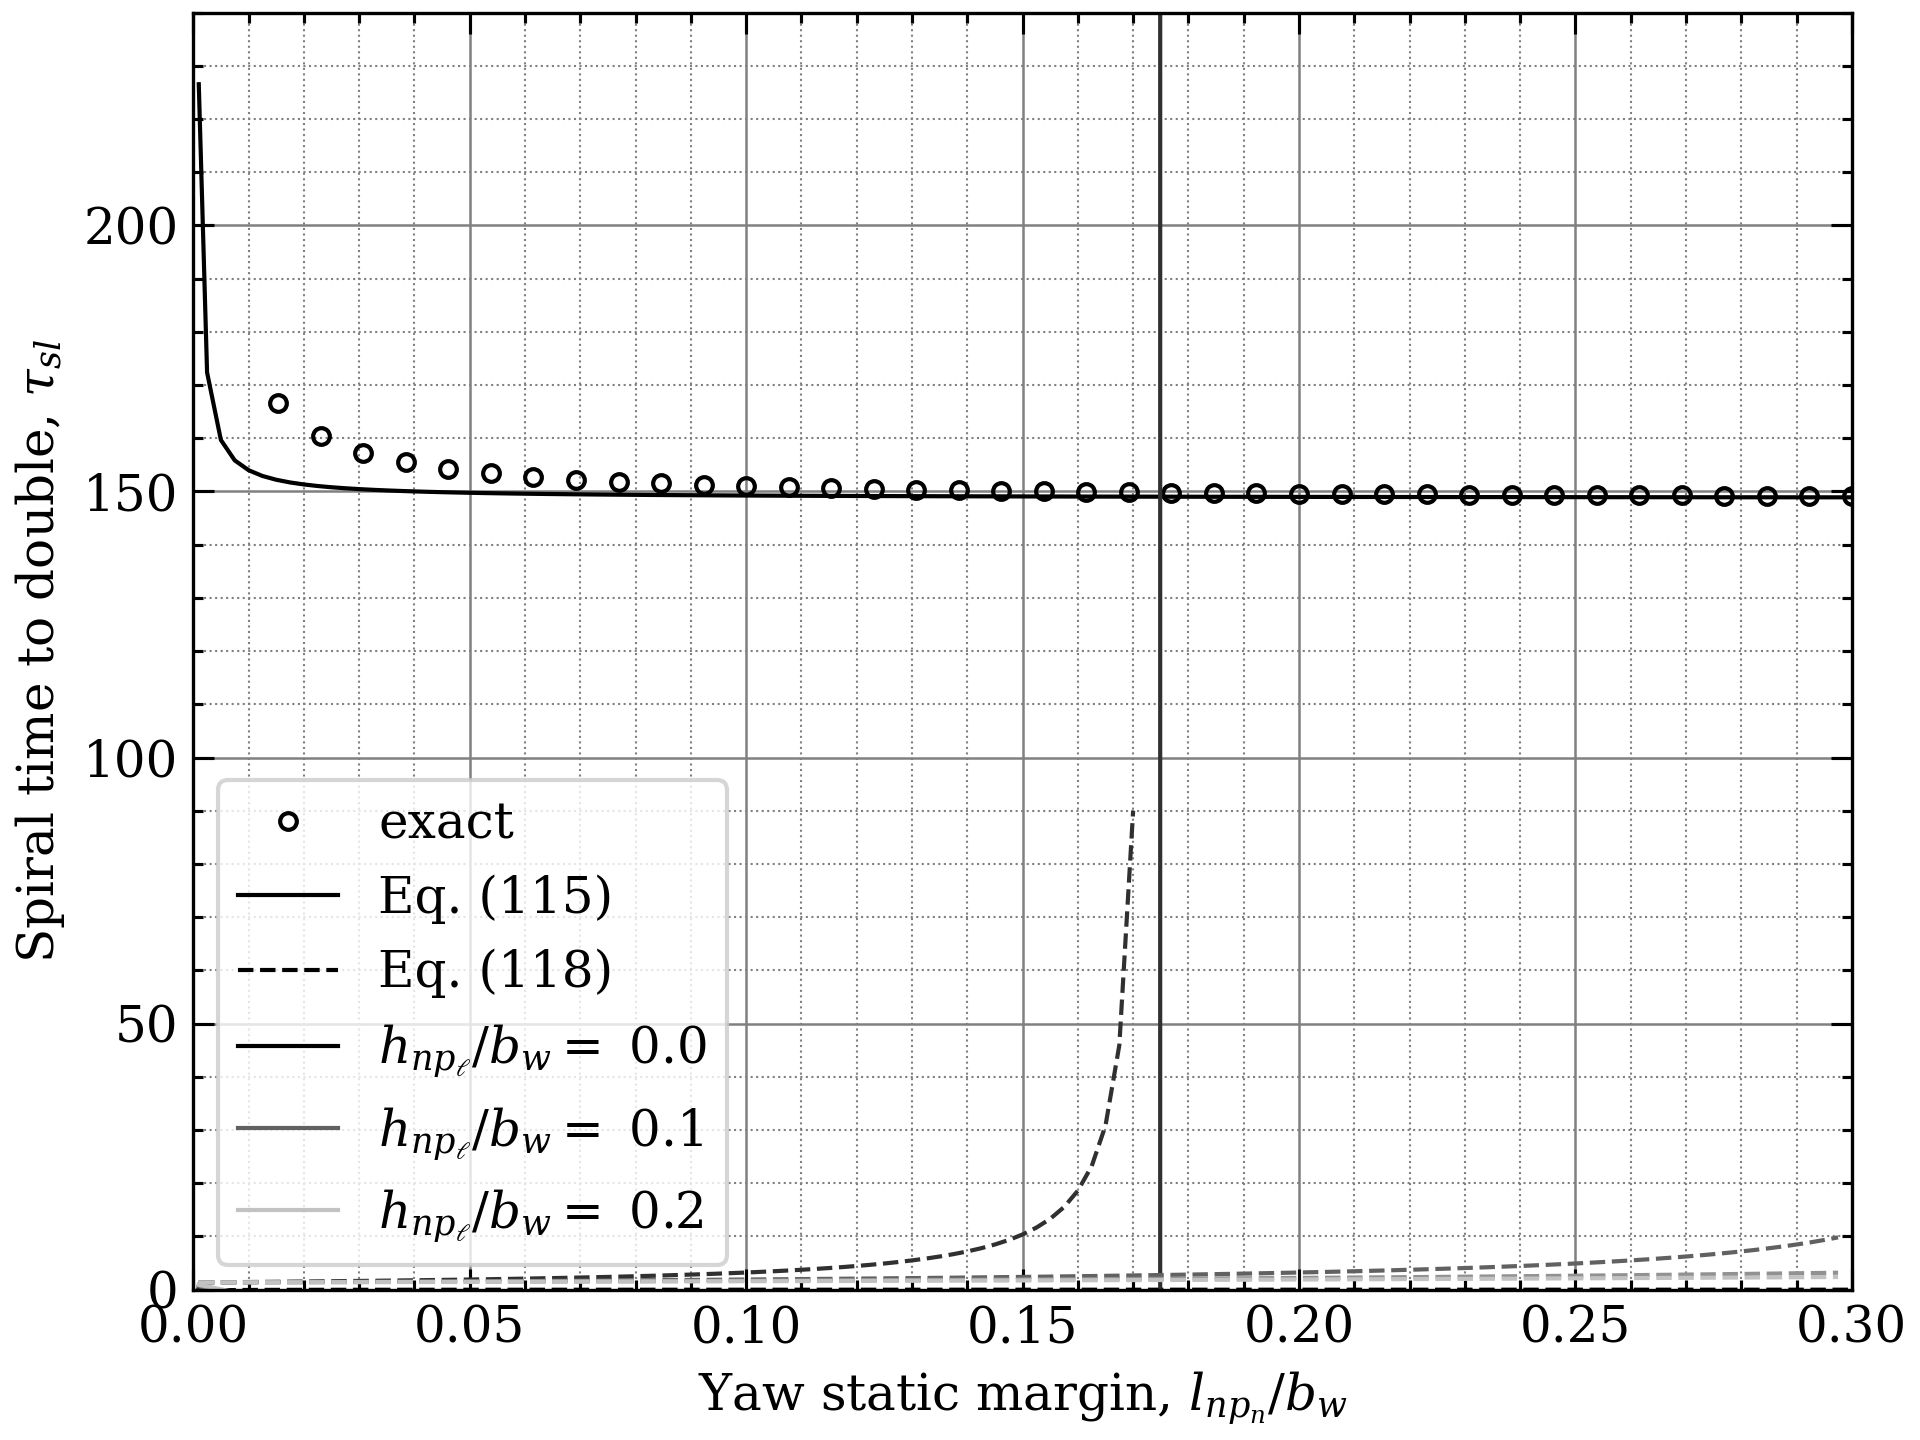 Spiral time to double, τ_sl
200
150
100
50
0
exact
Eq. (115)
Eq. (118)
h_{np_ℓ}/b_w = 0.0
h_{np_ℓ}/b_w = 0.1
h_{np_ℓ}/b_w = 0.2
0.00 0.05 0.10 0.15 0.20 0.25 0.30
Yaw static margin, l_{np_n}/b_w